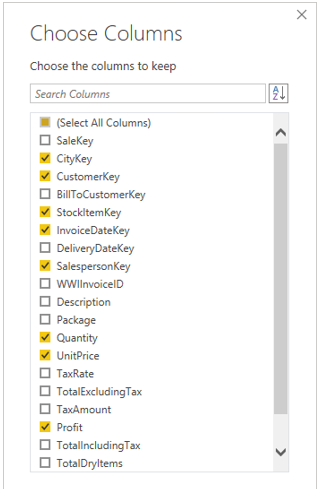 Choose Columns
Choose the columns to keep
Search Columns
(Select All Columns)
SaleKey
CityKey
CustomerKey
BillToCustomerKey
StockItemKey
InvoiceDateKey
DeliveryDateKey
SalespersonKey
WWIInvoiceID
Description
Package
Quantity
UnitPrice
TaxRate
TotalExcludingTax
TaxAmount
Profit
TotalIncludingTax
TotalDryItems